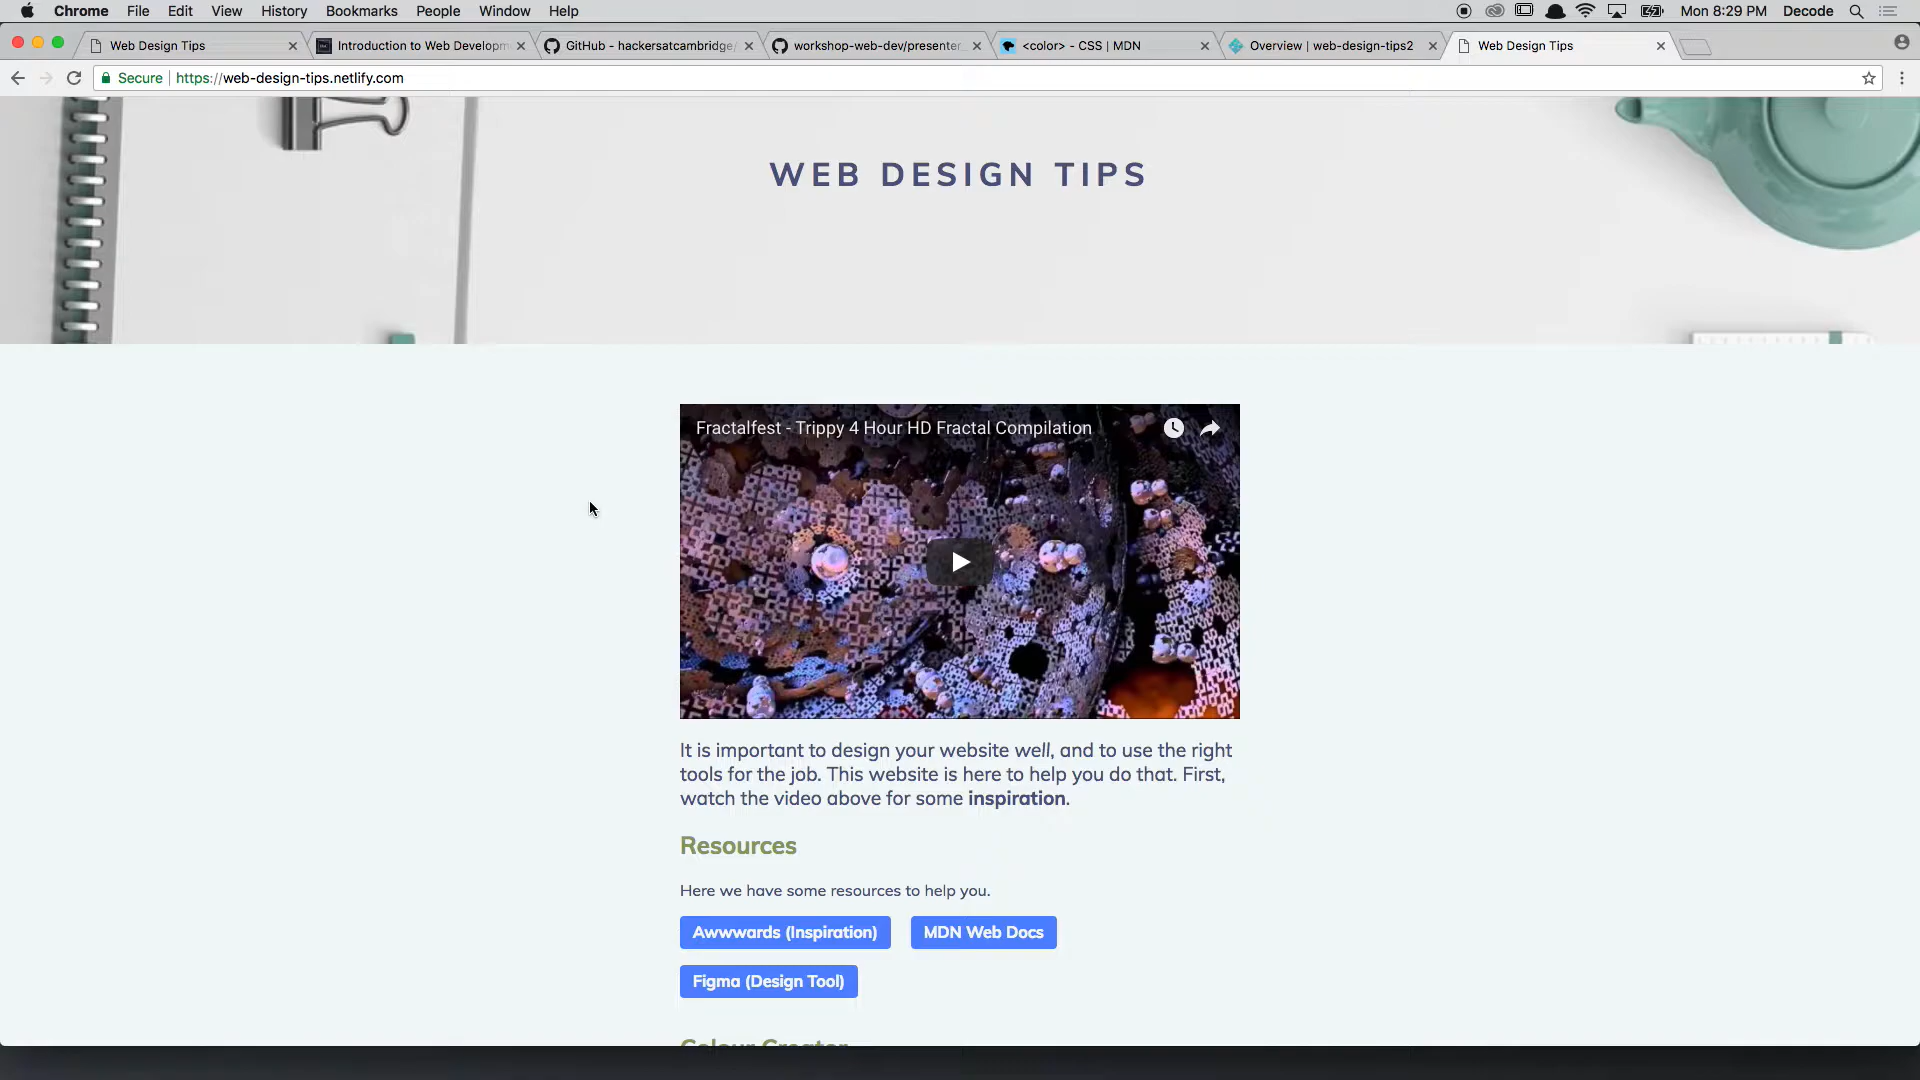 Chrome File Edit View History Bookmarks People Window Help Mon 8:29 PM Decode
Web Design Tips Introduction to Web Developm GitHub - hackersatcambridge/ workshop-web-dev/presenter <color> - CSS | MDN Overview | web-design-tips2 Web Design Tips
Secure https://web-design-tips.netlify.com
WEB DESIGN TIPS
Fractalfest - Trippy 4 Hour HD Fractal Compilation
It is important to design your website well, and to use the right
tools for the job. This website is here to help you do that. First,
watch the video above for some inspiration.
Resources
Here we have some resources to help you.
Awwwards (Inspiration) MDN Web Docs
Figma (Design Tool)
Colour Creator